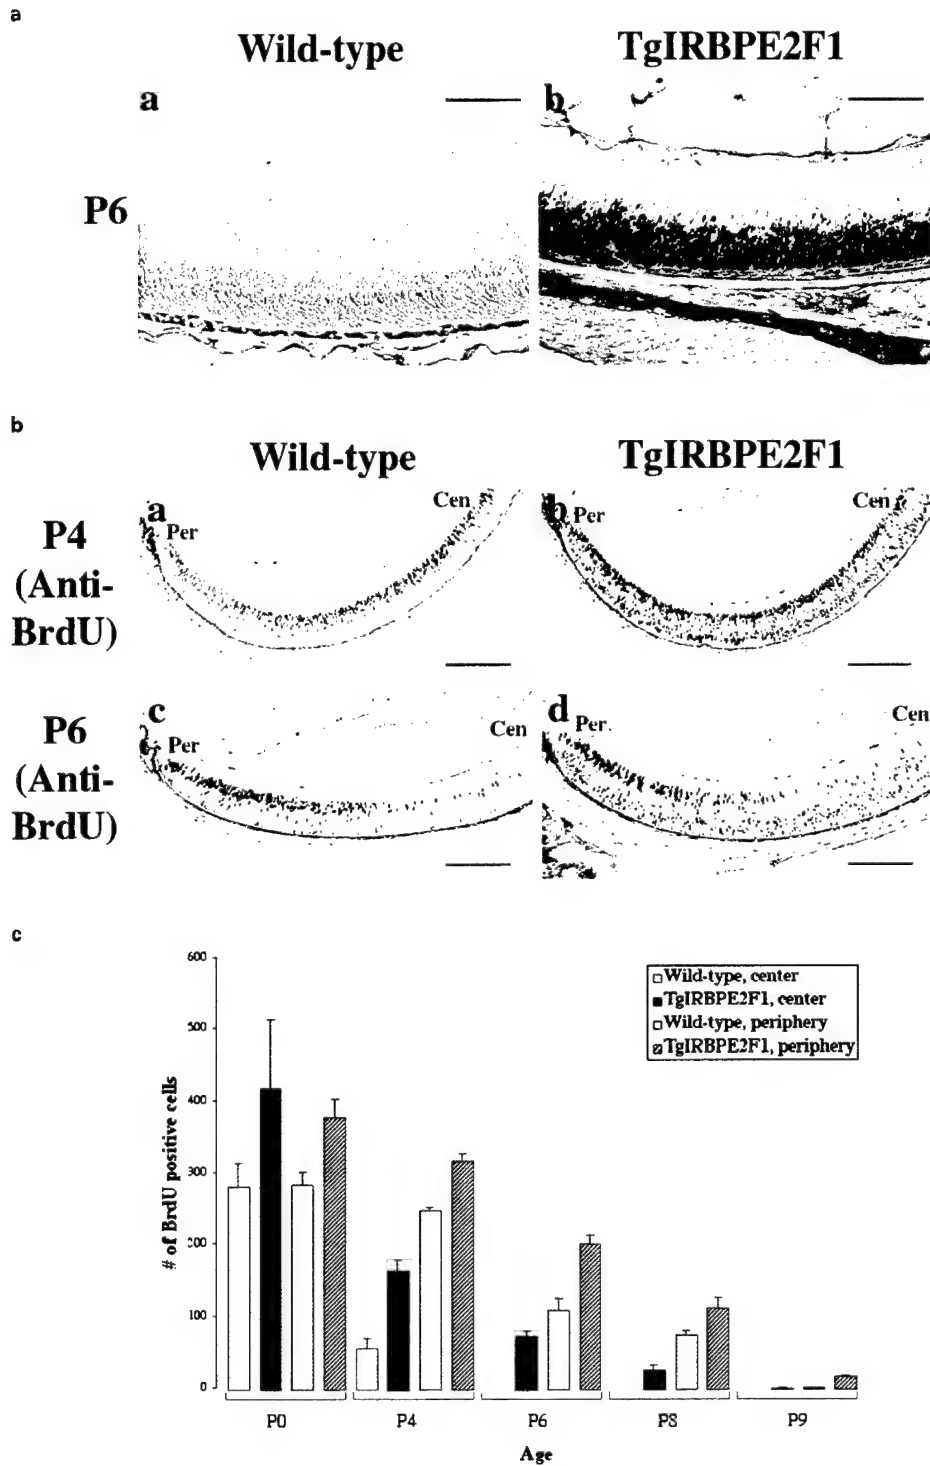 a
Wild-type TgIRBPE2F1
a b
P6
b
Wild-type TgIRBPE2F1
P4
(Anti-
BrdU)
a Per Cen b Per Cen
P6
(Anti-
BrdU)
c Per Cen d Per Cen
c
600
500
400
300
200
100
0
# of BrdU positive cells
Wild-type, center
TgIRBPE2F1, center
Wild-type, periphery
TgIRBPE2F1, periphery
P0 P4 P6 P8 P9
Age